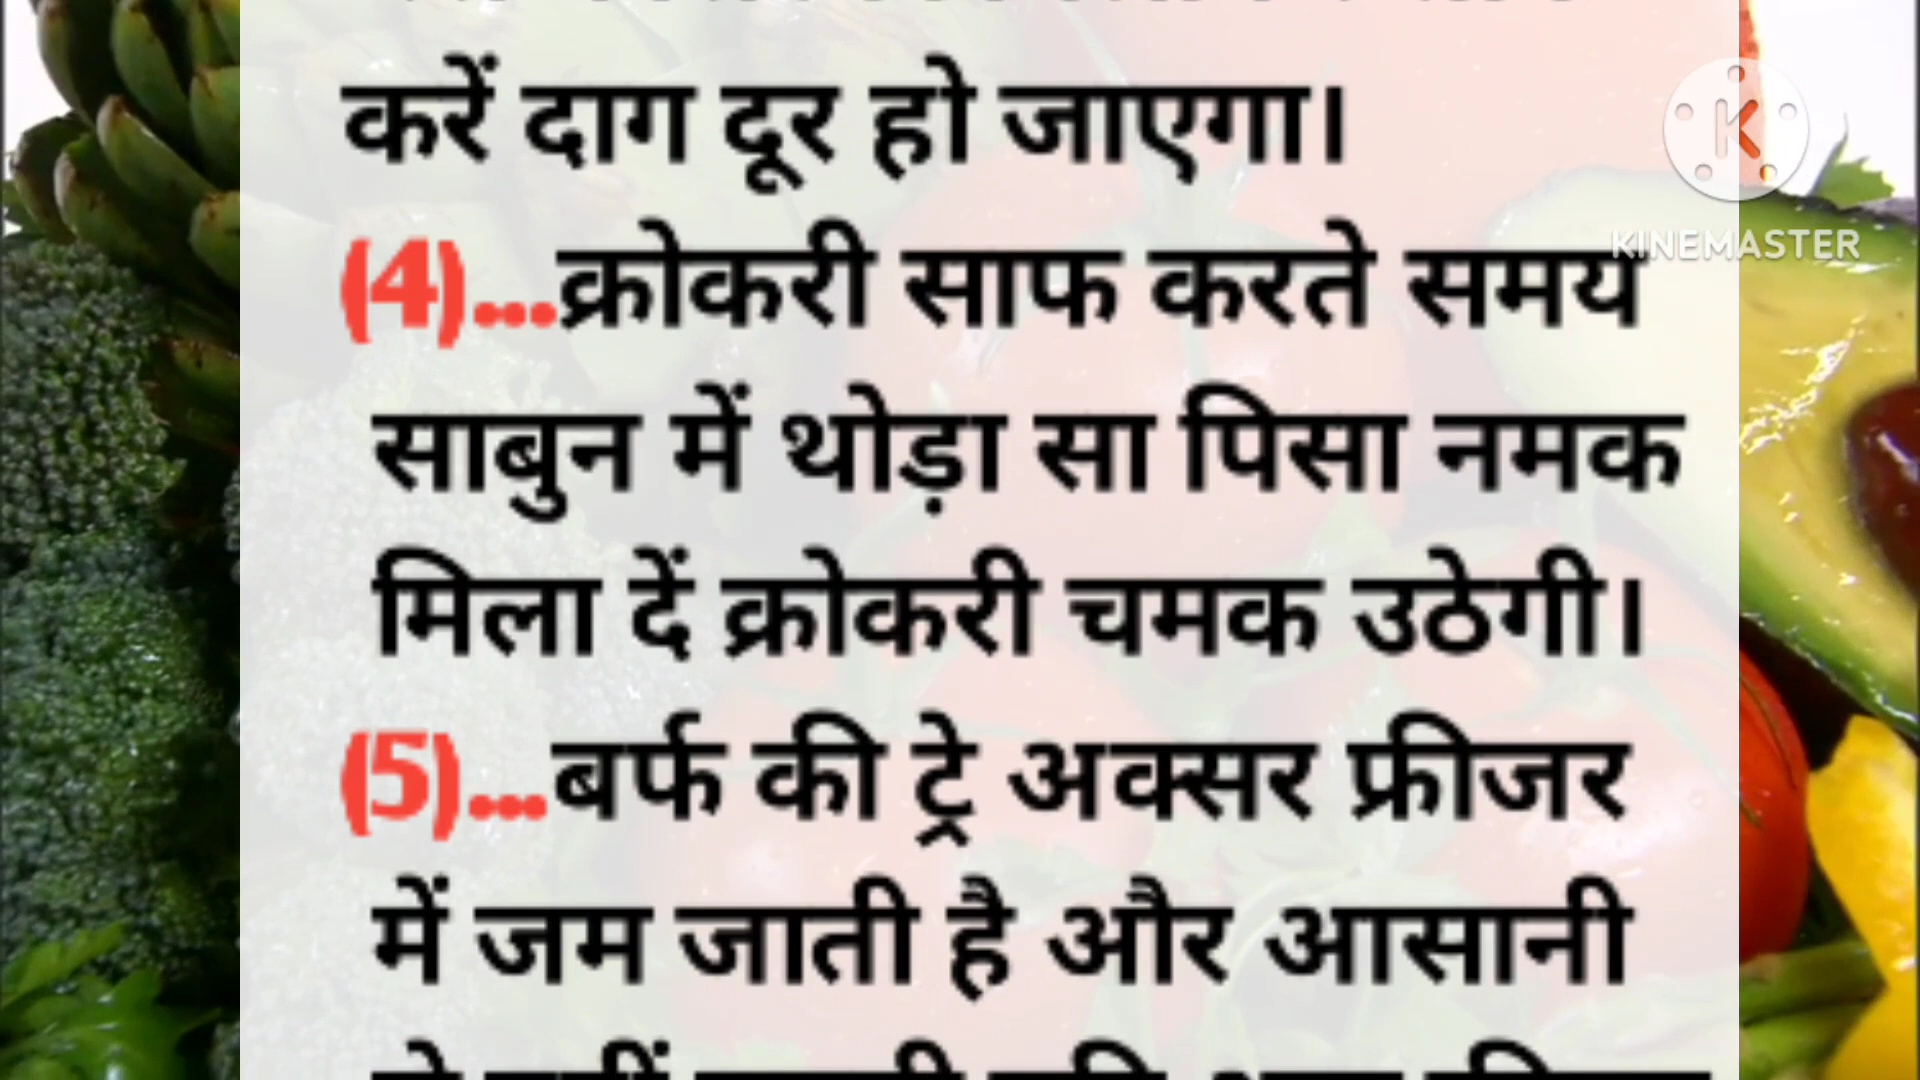 करें दाग दूर हो जाएगा।
(4)...क्रोकरी साफ करते समय
साबुन में थोड़ा सा पिसा नमक
मिला दें क्रोकरी चमक उठेगी।
(5)...बर्फ की ट्रे अक्सर फ्रीजर
में जम जाती है और आसानी
KINEMASTER